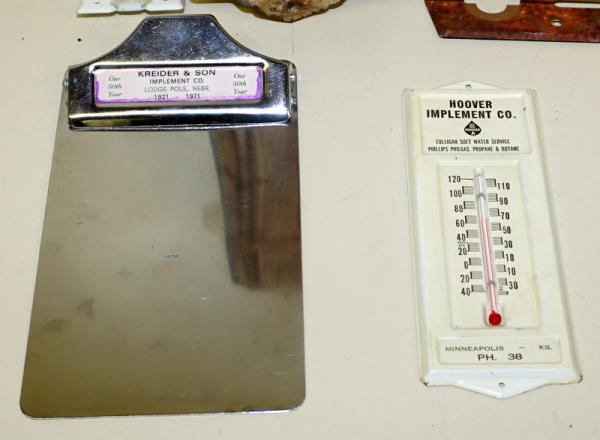 Our
50th
Year
KREIDER & SON
IMPLEMENT CO.
LODGE POLE, NEBR.
1921 - 1971
Our
50th
Year
HOOVER
IMPLEMENT CO.
CULLIGAN SOFT WATER SERVICE
PHILLIPS PHILGAS PROPANE & BUTANE
120
110
100
90
80
70
60
50
40
30
20
10
0
10
20
30
40
MINNEAPOLIS - KS.
PH. 38